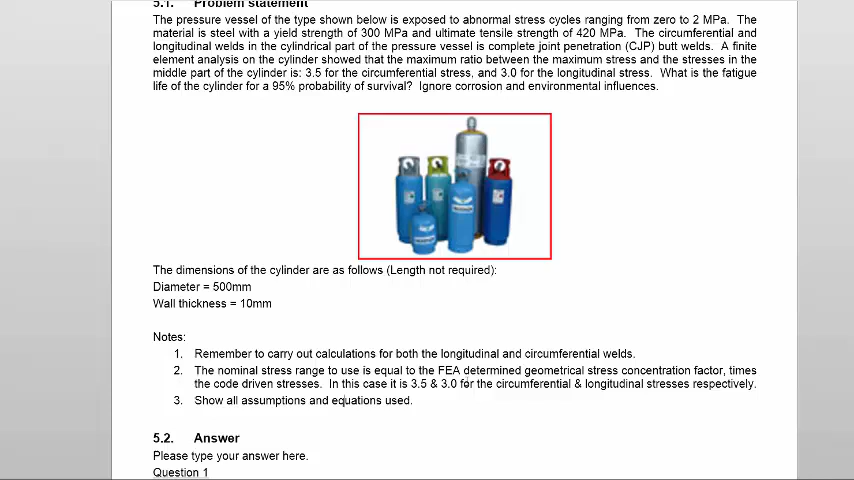 5.1. Problem statement
The pressure vessel of the type shown below is exposed to abnormal stress cycles ranging from zero to 2 MPa. The
material is steel with a yield strength of 300 MPa and ultimate tensile strength of 420 MPa. The circumferential and
longitudinal welds in the cylindrical part of the pressure vessel is complete joint penetration (CJP) butt welds. A finite
element analysis on the cylinder showed that the maximum ratio between the maximum stress and the stresses in the
middle part of the cylinder is: 3.5 for the circumferential stress, and 3.0 for the longitudinal stress. What is the fatigue
life of the cylinder for a 95% probability of survival? Ignore corrosion and environmental influences.
The dimensions of the cylinder are as follows (Length not required):
Diameter = 500mm
Wall thickness = 10mm
Notes:
1. Remember to carry out calculations for both the longitudinal and circumferential welds.
2. The nominal stress range to use is equal to the FEA determined geometrical stress concentration factor, times
the code driven stresses. In this case it is 3.5 & 3.0 for the circumferential & longitudinal stresses respectively.
3. Show all assumptions and equations used.
5.2. Answer
Please type your answer here.
Question 1